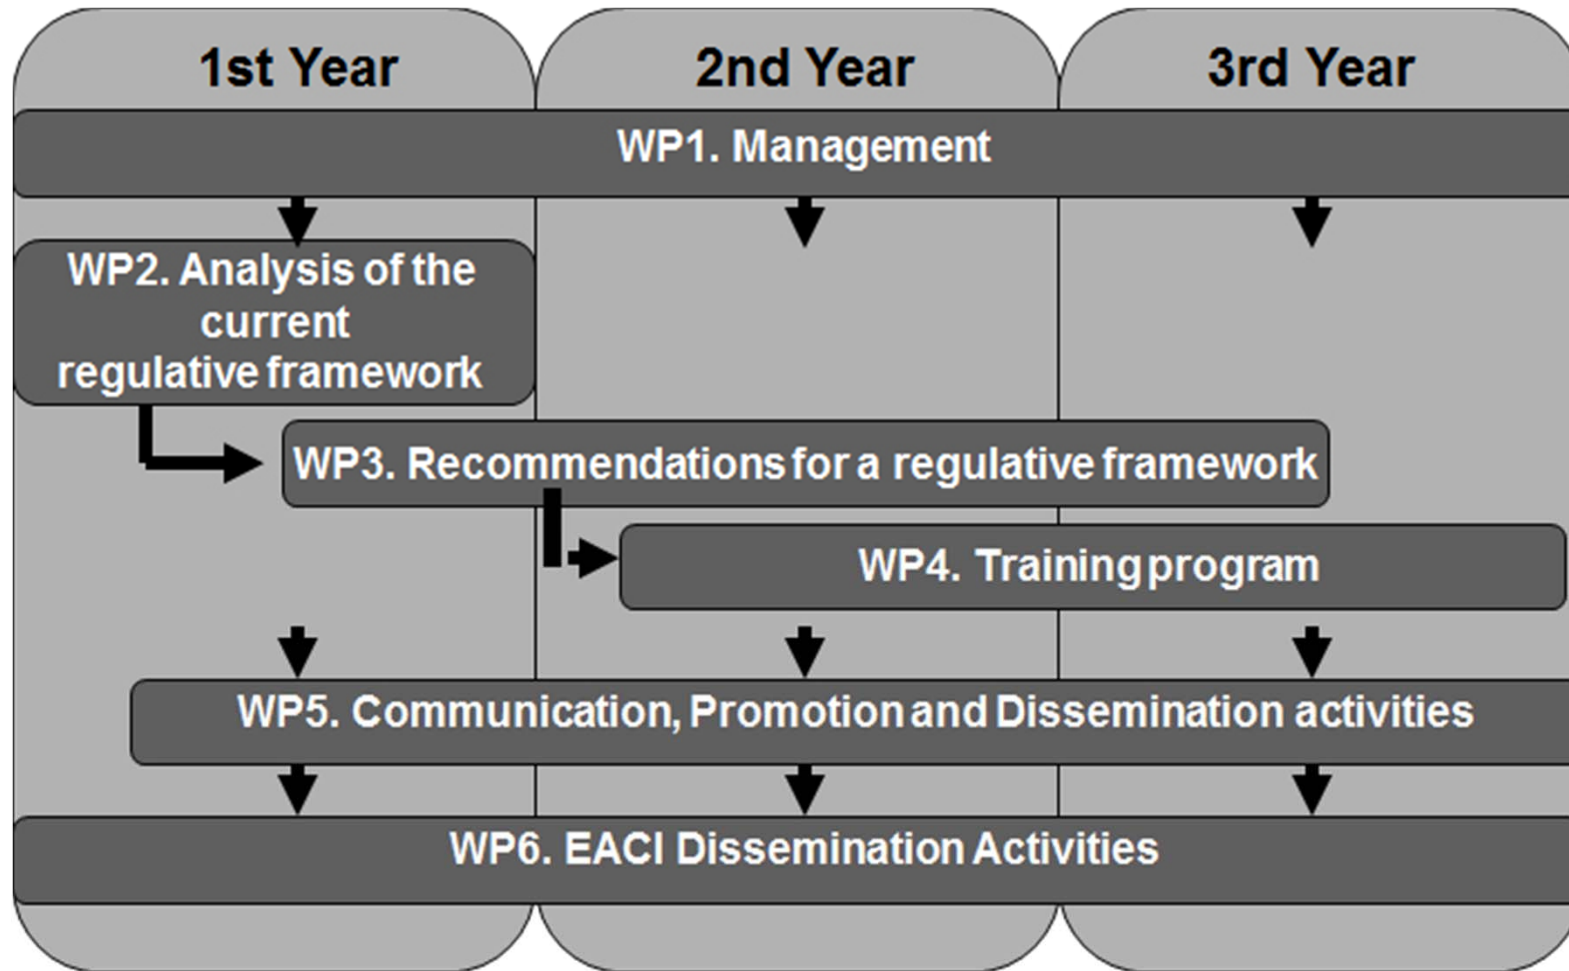 1st Year
2nd Year
3rd Year
WP1. Management
WP2. Analysis of the
current
regulative framework
WP3. Recommendations for a regulative framework
WP4. Training program
WP5. Communication, Promotion and Dissemination activities
WP6. EACI Dissemination Activities